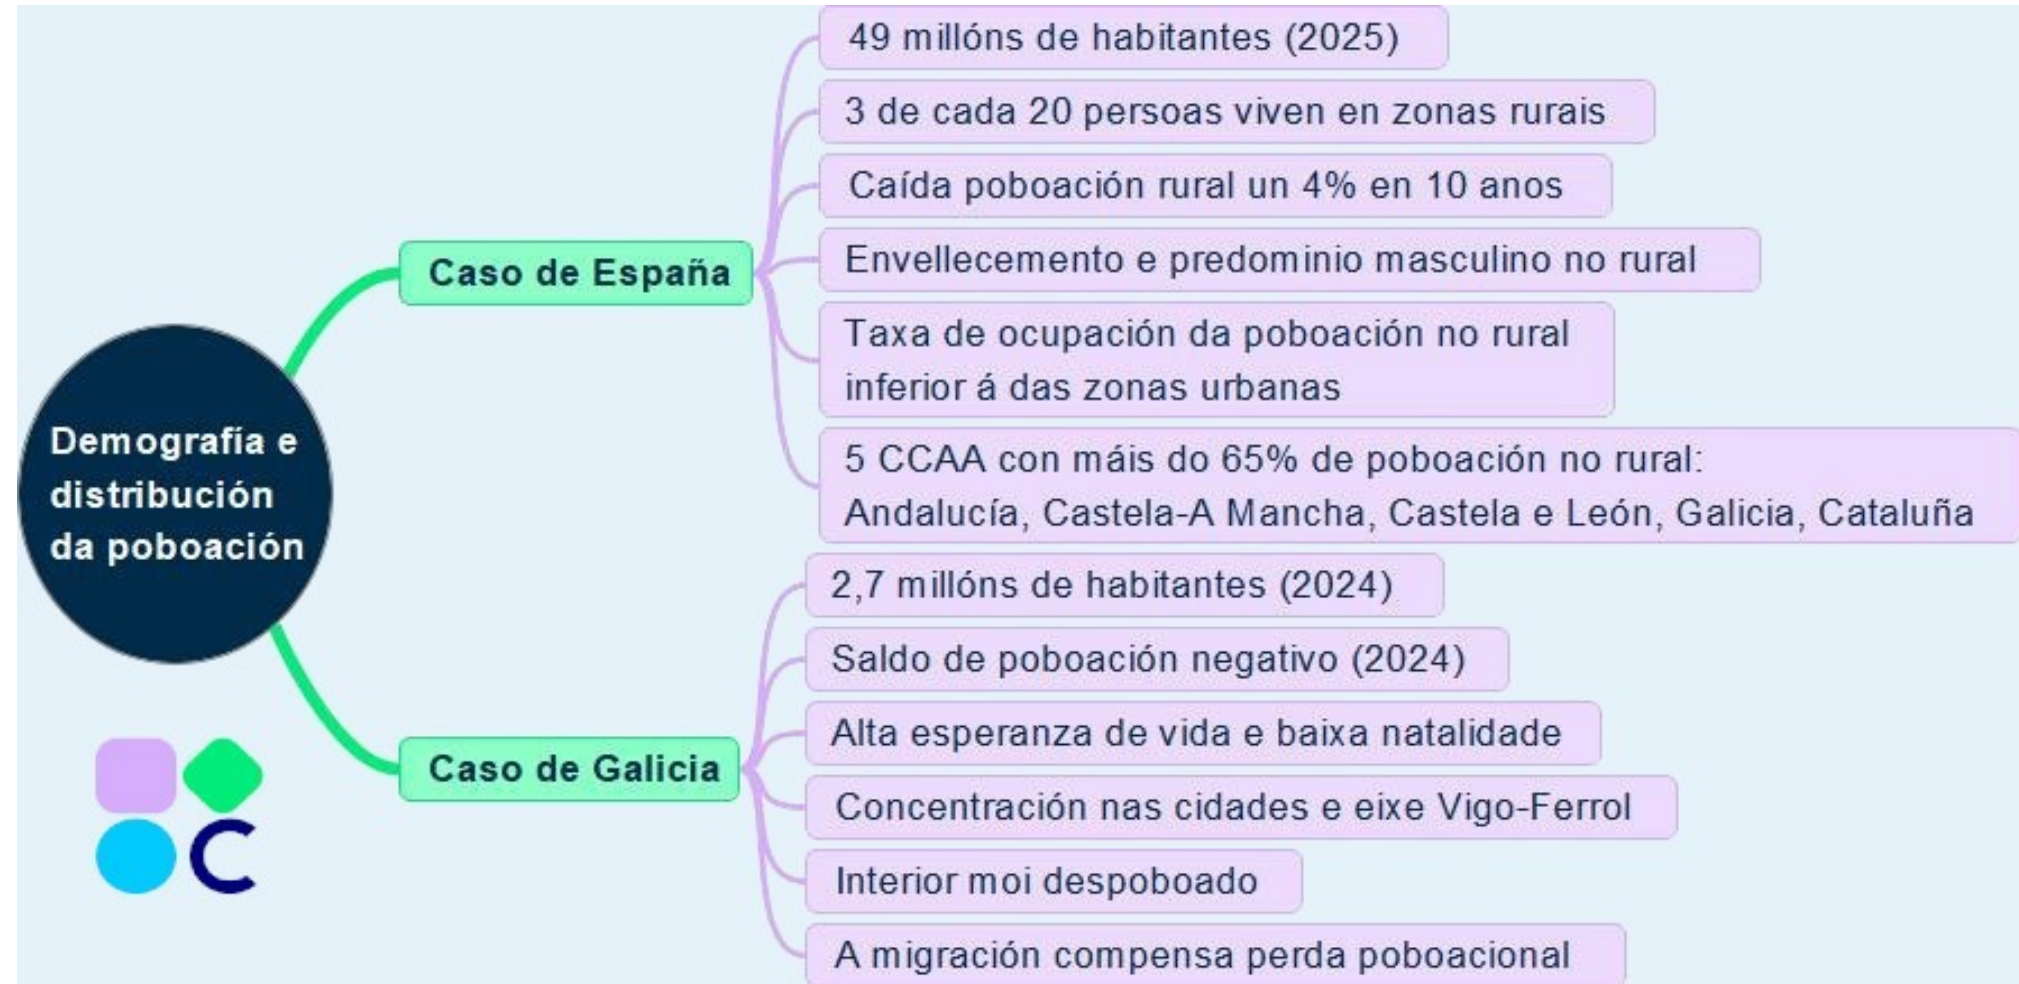 Demografía e
distribución
da poboación
Caso de España
49 millóns de habitantes (2025)
3 de cada 20 persoas viven en zonas rurais
Caída poboación rural un 4% en 10 anos
Envellecemento e predominio masculino no rural
Taxa de ocupación da poboación no rural
inferior á das zonas urbanas
5 CCAA con máis do 65% de poboación no rural:
Andalucía, Castela-A Mancha, Castela e León, Galicia, Cataluña
Caso de Galicia
2,7 millóns de habitantes (2024)
Saldo de poboación negativo (2024)
Alta esperanza de vida e baixa natalidade
Concentración nas cidades e eixe Vigo-Ferrol
Interior moi despoboado
A migración compensa perda poboacional